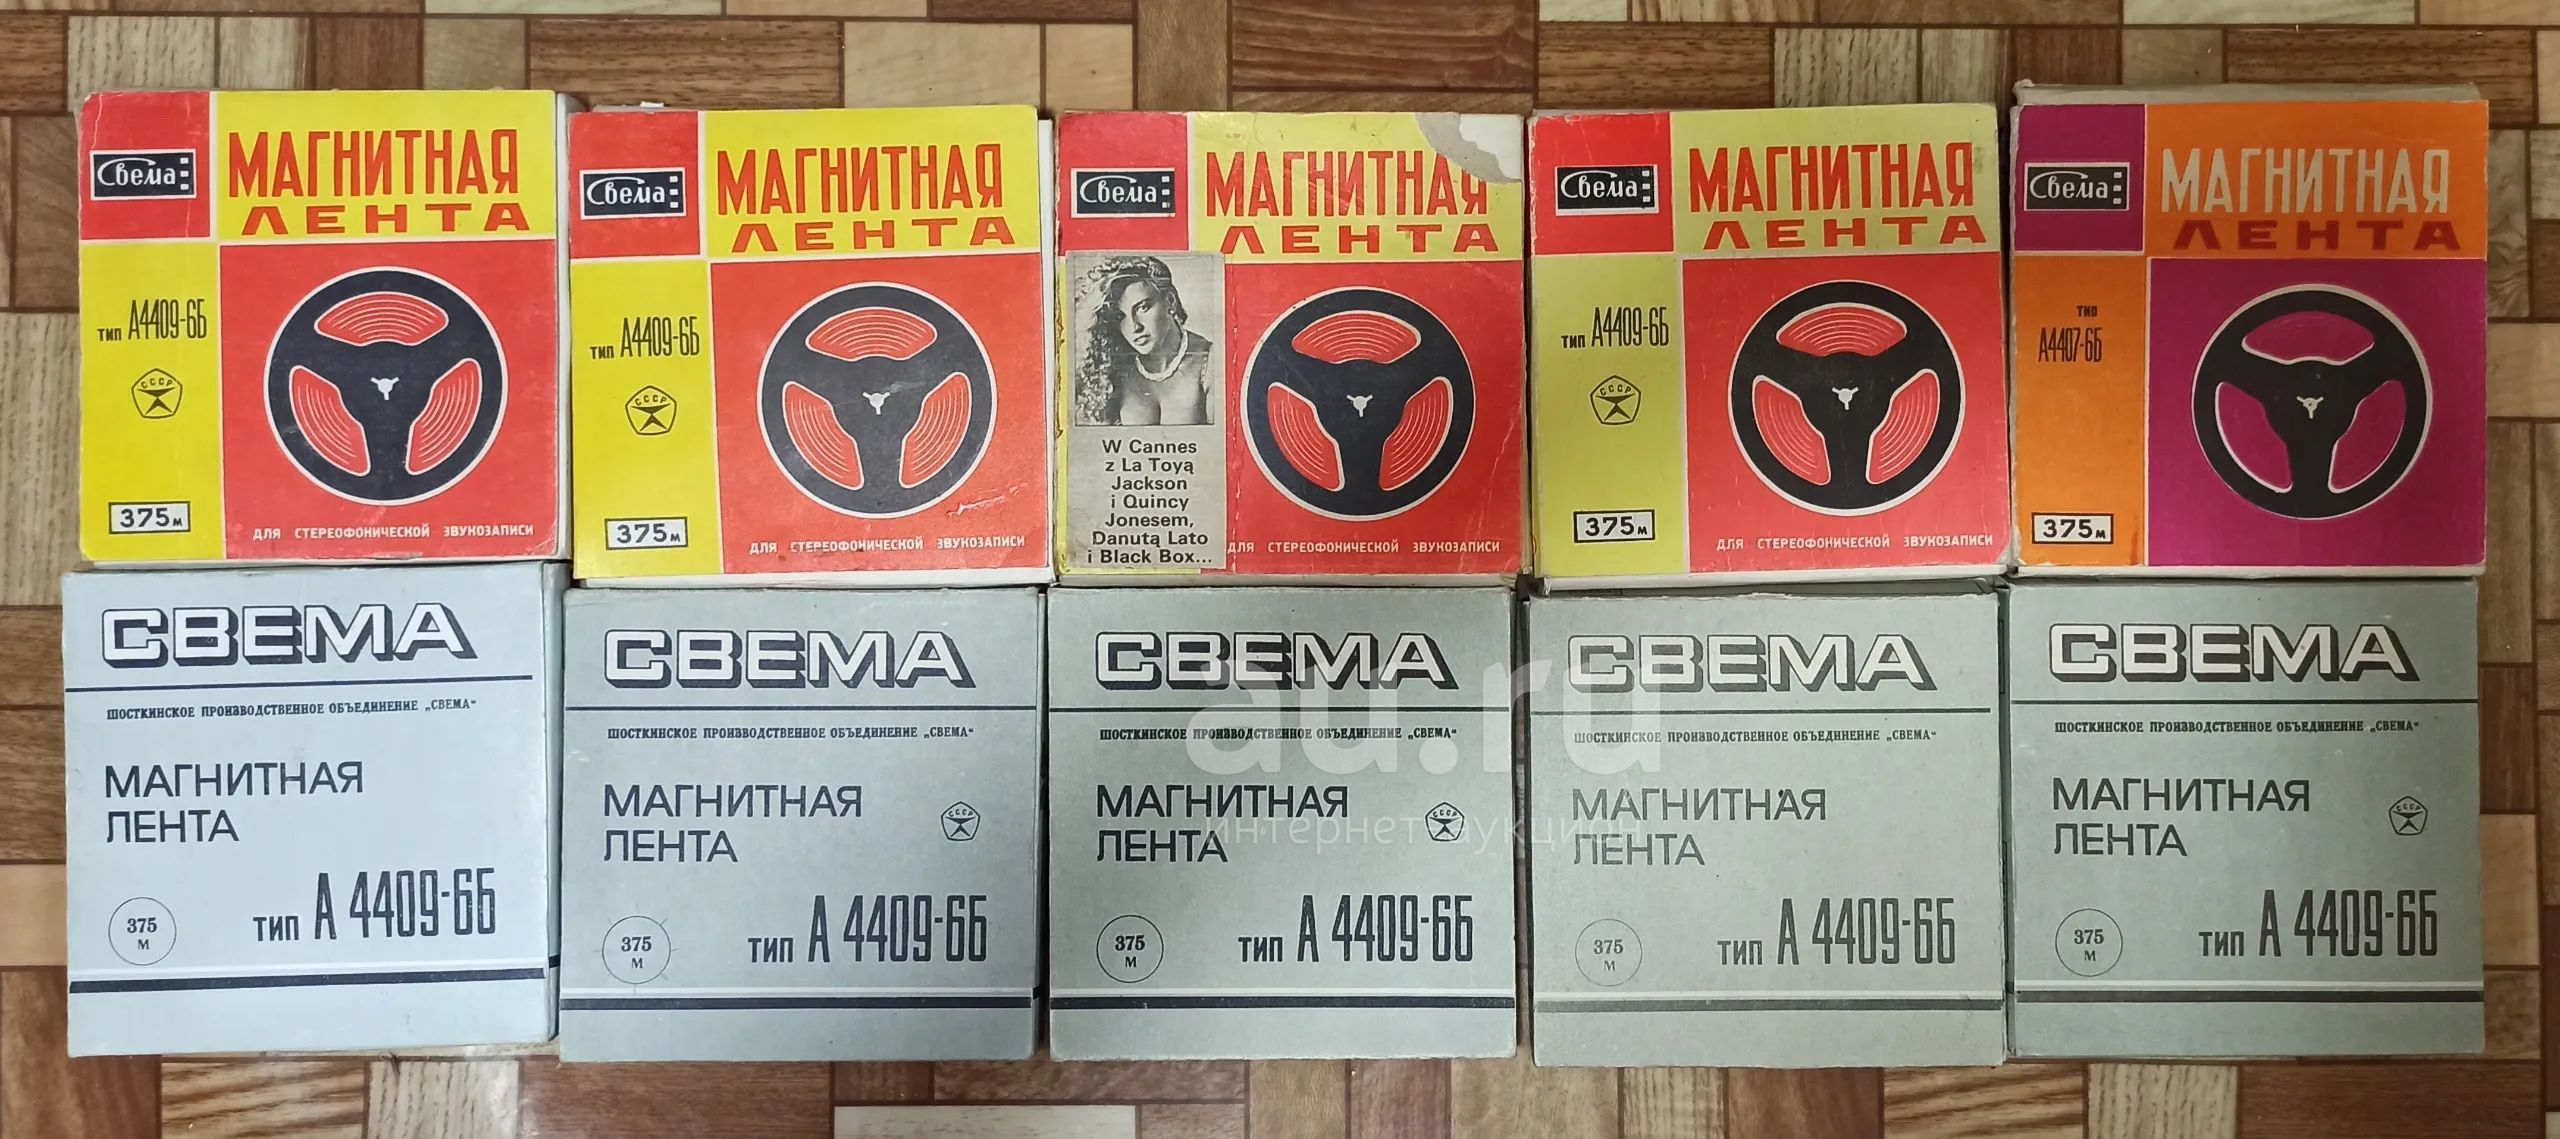 Свема
МАГНИТНАЯ
ЛЕНТА
тип А4409-6Б
СССР
375м
ДЛЯ СТЕРЕОФОНИЧЕСКОЙ ЗВУКОЗАПИСИ
Свема
МАГНИТНАЯ
ЛЕНТА
тип А4409-6Б
СССР
375м
ДЛЯ СТЕРЕОФОНИЧЕСКОЙ ЗВУКОЗАПИСИ
Свема
МАГНИТНАЯ
ЛЕНТА
W Cannes
z La Toyą
Jackson
i Quincy
Jonesem,
Danutą Lato
i Black Box...
ДЛЯ СТЕРЕОФОНИЧЕСКОЙ ЗВУКОЗАПИСИ
Свема
МАГНИТНАЯ
ЛЕНТА
тип А4409-6Б
СССР
375м
ДЛЯ СТЕРЕОФОНИЧЕСКОЙ ЗВУКОЗАПИСИ
Свема
МАГНИТНАЯ
ЛЕНТА
тип
А4407-6Б
375м
СВЕМА
ШОСТКИНСКОЕ ПРОИЗВОДСТВЕННОЕ ОБЪЕДИНЕНИЕ „СВЕМА“
МАГНИТНАЯ
ЛЕНТА
375
М
тип А 4409-6Б
СВЕМА
ШОСТКИНСКОЕ ПРОИЗВОДСТВЕННОЕ ОБЪЕДИНЕНИЕ „СВЕМА“
МАГНИТНАЯ
ЛЕНТА
СССР
375
М
тип А 4409-6Б
СВЕМА
ШОСТКИНСКОЕ ПРОИЗВОДСТВЕННОЕ ОБЪЕДИНЕНИЕ „СВЕМА“
МАГНИТНАЯ
ЛЕНТА
СССР
375
М
тип А 4409-6Б
СВЕМА
ШОСТКИНСКОЕ ПРОИЗВОДСТВЕННОЕ ОБЪЕДИНЕНИЕ „СВЕМА“
МАГНИТНАЯ
ЛЕНТА
375
М
тип А 4409-6Б
СВЕМА
ШОСТКИНСКОЕ ПРОИЗВОДСТВЕННОЕ ОБЪЕДИНЕНИЕ „СВЕМА“
МАГНИТНАЯ
ЛЕНТА
СССР
375
М
тип А 4409-6Б
au.ru
интернет-аукцион